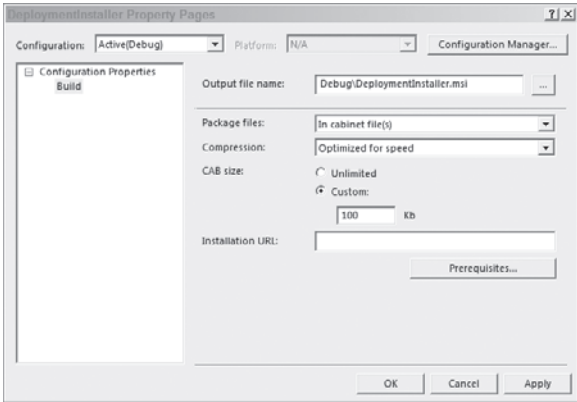 DeploymentInstaller Property Pages
Configuration: Active(Debug) Platform: N/A Configuration Manager...
Configuration Properties
Build
Output file name: Debug\DeploymentInstaller.msi ...
Package files: In cabinet file(s)
Compression: Optimized for speed
CAB size: Unlimited
Custom:
100 Kb
Installation URL:
Prerequisites...
OK Cancel Apply